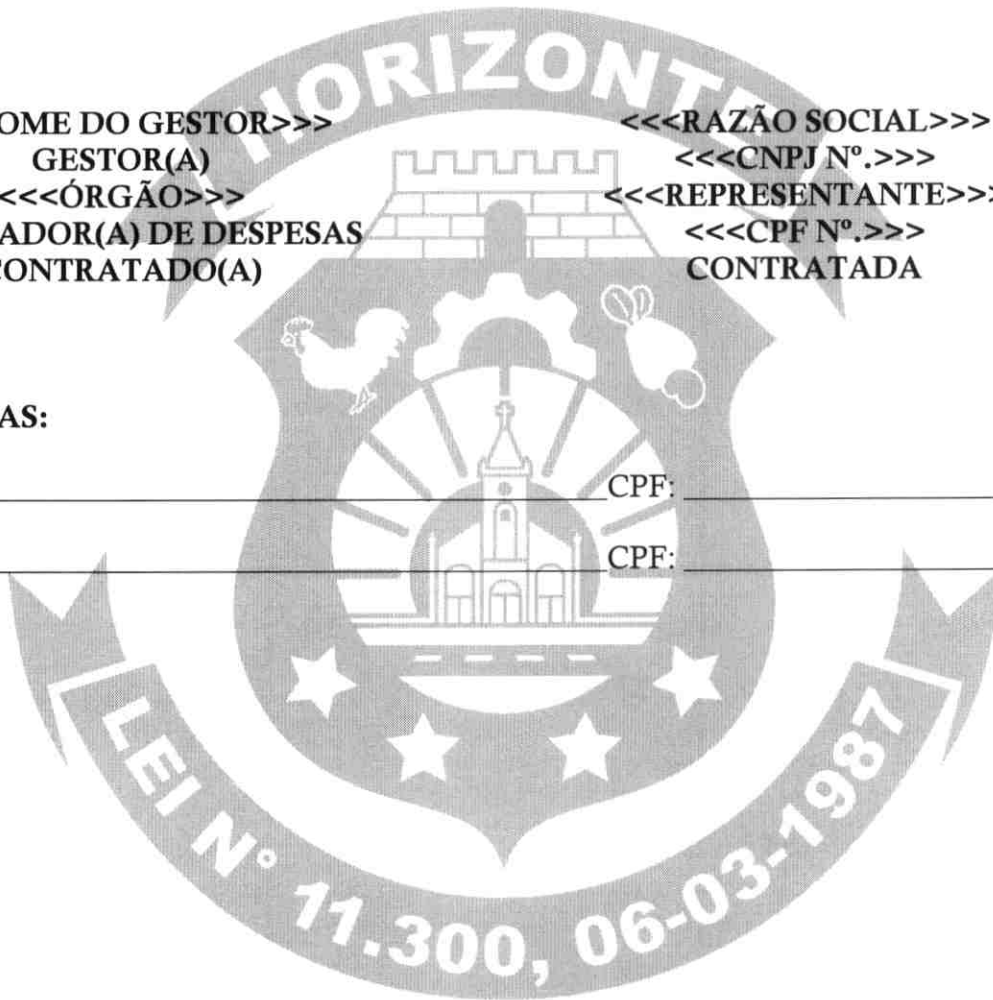 HORIZONTE
OME DO GESTOR>>>
GESTOR(A)
<<<ÓRGÃO>>>
ADOR(A) DE DESPESAS
CONTRATADO(A)
<<<RAZÃO SOCIAL>>>
<<<CNPJ Nº.>>>
<<<REPRESENTANTE>>>
<<<CPF Nº.>>>
CONTRATADA
AS:
CPF:
CPF:
LEI Nº 11.300, 06-03-1987